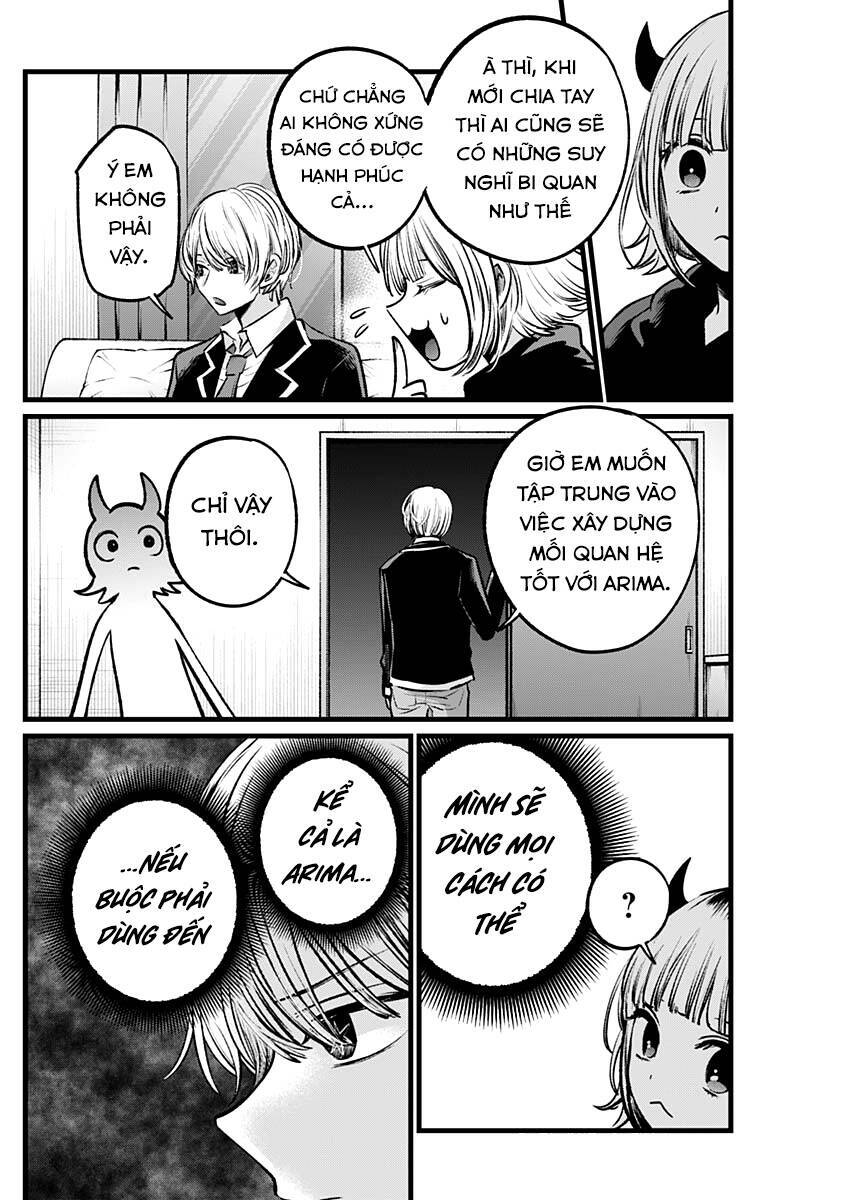 À THÌ, KHI
MỚI CHIA TAY
THÌ AI CŨNG SẼ
CÓ NHỮNG SUY
NGHĨ BI QUAN
NHƯ THẾ
CHỨ CHẲNG
AI KHÔNG XỨNG
ĐÁNG CÓ ĐƯỢC
HẠNH PHÚC
CẢ...
Ý EM
KHÔNG
PHẢI
VẬY.
GIỜ EM MUỐN
TẬP TRUNG VÀO
VIỆC XÂY DỰNG
MỐI QUAN HỆ
TỐT VỚI ARIMA.
CHỈ VẬY
THÔI.
MÌNH SẼ
DÙNG MỌI
CÁCH CÓ
THỂ
?
KỂ
CẢ LÀ
ARIMA...
...NẾU
BUỘC PHẢI
DÙNG ĐẾN